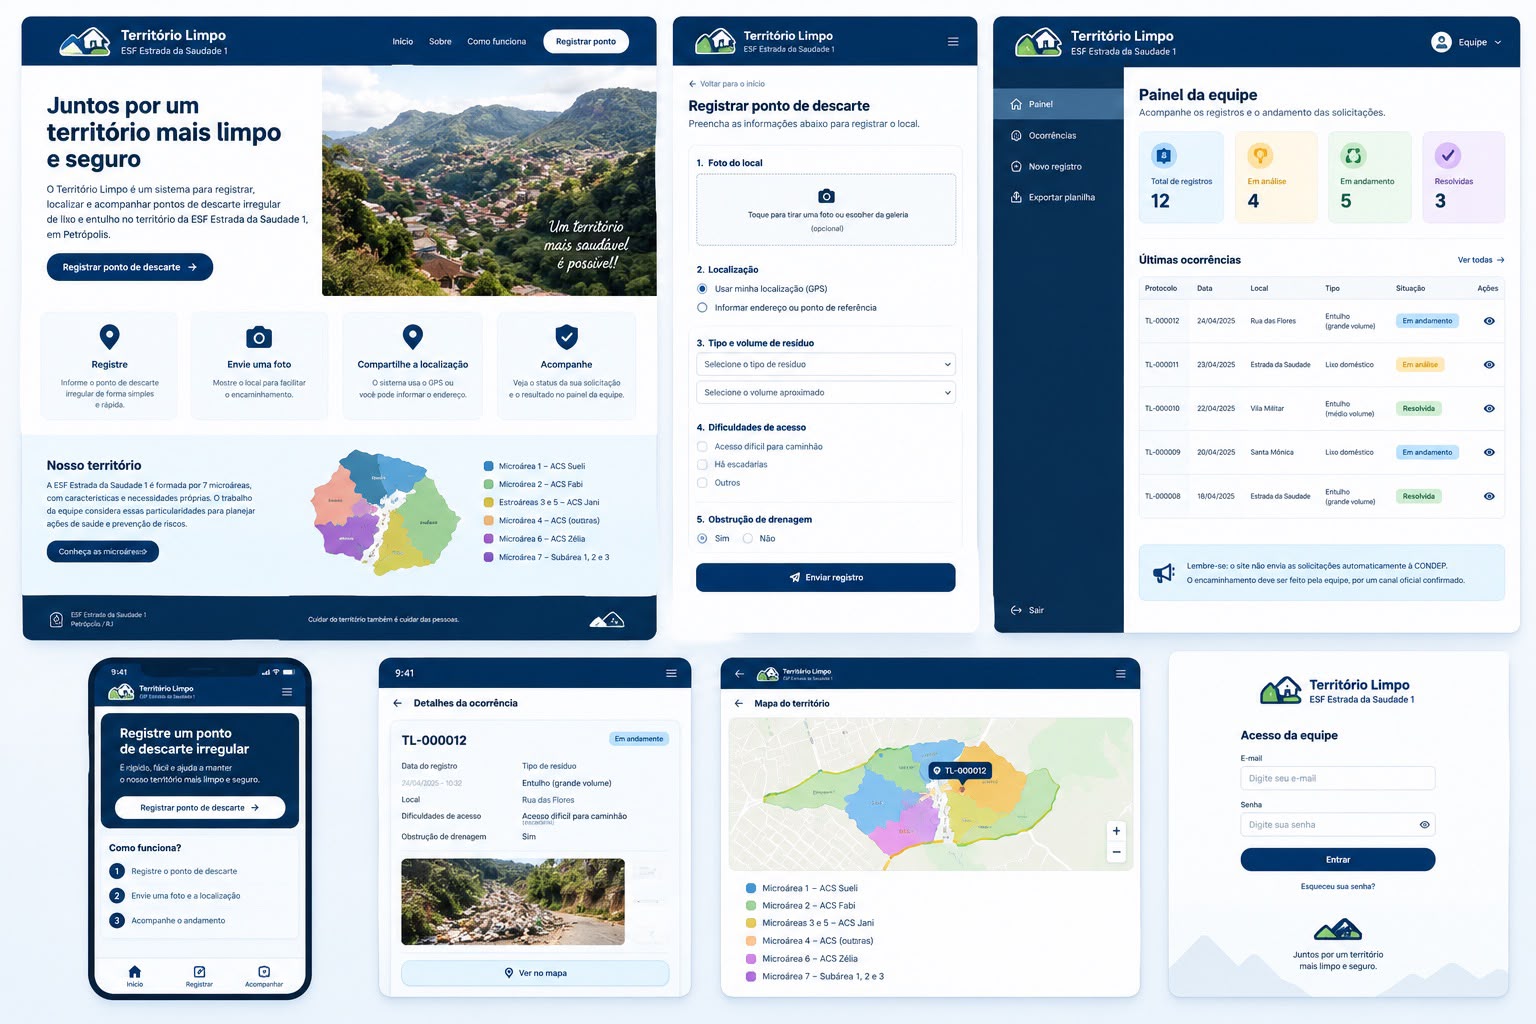 Território Limpo
ESF Estrada da Saudade 1
Início
Sobre
Como funciona
Registrar ponto
Juntos por um
território mais limpo
e seguro
O Território Limpo é um sistema para registrar,
localizar e acompanhar pontos de descarte irregular
de lixo e entulho no território da ESF Estrada da Saudade 1,
em Petrópolis.
Registrar ponto de descarte →
Um território
mais saudável
é possível!
Registre
Informe o ponto de descarte
irregular de forma simples
e rápida.
Envie uma foto
Mostre o local para facilitar
o encaminhamento.
Compartilhe a localização
O sistema usa o GPS ou
você pode informar o endereço.
Acompanhe
Veja o status da sua solicitação
e o resultado no painel da equipe.
Nosso território
A ESF Estrada da Saudade 1 é formada por 7 microáreas,
com características e necessidades próprias. O trabalho
da equipe considera essas particularidades para planejar
ações de saúde e prevenção de riscos.
Conheça as microáreas
Microárea 1 – ACS Sueli
Microárea 2 – ACS Fabi
Estroáreas 3 e 5 – ACS Jani
Microárea 4 – ACS (outras)
Microárea 6 – ACS Zélia
Microárea 7 – Subárea 1, 2 e 3
ESF Estrada da Saudade 1
Petrópolis / RJ
Cuidar do território também é cuidar das pessoas.
Território Limpo
ESF Estrada da Saudade 1
← Voltar para o início
Registrar ponto de descarte
Preencha as informações abaixo para registrar o local.
1. Foto do local
Toque para tirar uma foto ou escolher da galeria
(opcional)
2. Localização
Usar minha localização (GPS)
Informar endereço ou ponto de referência
3. Tipo e volume de resíduo
Selecione o tipo de resíduo
Selecione o volume aproximado
4. Dificuldades de acesso
Acesso difícil para caminhão
Há escadarias
Outros
5. Obstrução de drenagem
Sim
Não
Enviar registro
Território Limpo
ESF Estrada da Saudade 1
Equipe
Painel
Ocorrências
Novo registro
Exportar planilha
Sair
Painel da equipe
Acompanhe os registros e o andamento das solicitações.
Total de registros
12
Em análise
4
Em andamento
5
Resolvidas
3
Últimas ocorrências
Ver todas →
Protocolo Data Local Tipo Situação Ações
TL-000012 24/04/2025 Rua das Flores Entulho (grande volume) Em andamento
TL-000011 23/04/2025 Estrada da Saudade Lixo doméstico Em análise
TL-000010 22/04/2025 Vila Militar Entulho (médio volume) Resolvida
TL-000009 20/04/2025 Santa Mônica Lixo doméstico Em andamento
TL-000008 18/04/2025 Estrada da Saudade Entulho (grande volume) Resolvida
Lembre-se: o site não envia as solicitações automaticamente à CONDEP.
O encaminhamento deve ser feito pela equipe, por um canal oficial confirmado.
9:41
Território Limpo
ESF Estrada da Saudade 1
Registre um ponto
de descarte irregular
É rápido, fácil e ajuda a manter
o nosso território mais limpo e seguro.
Registrar ponto de descarte →
Como funciona?
1 Registre o ponto de descarte
2 Envie uma foto e a localização
3 Acompanhe o andamento
Início
Registrar
Acompanhar
9:41
← Detalhes da ocorrência
TL-000012
Em andamente
Data do registro
24/04/2025 - 10:32
Tipo de resíduo
Entulho (grande volume)
Local
Rua das Flores
Dificuldades de acesso
Acesso difícil para caminhão
Obstrução de drenagem
Sim
Ver no mapa
Território Limpo
ESF Estrada da Saudade 1
← Mapa do território
TL-000012
+
−
Microárea 1 – ACS Sueli
Microárea 2 – ACS Fabi
Microáreas 3 e 5 – ACS Jani
Microárea 4 – ACS (outras)
Microárea 6 – ACS Zélia
Microárea 7 – Subárea 1, 2 e 3
Território Limpo
ESF Estrada da Saudade 1
Acesso da equipe
E-mail
Digite seu e-mail
Senha
Digite sua senha
Entrar
Esqueceu sua senha?
Juntos por um território
mais limpo e seguro.